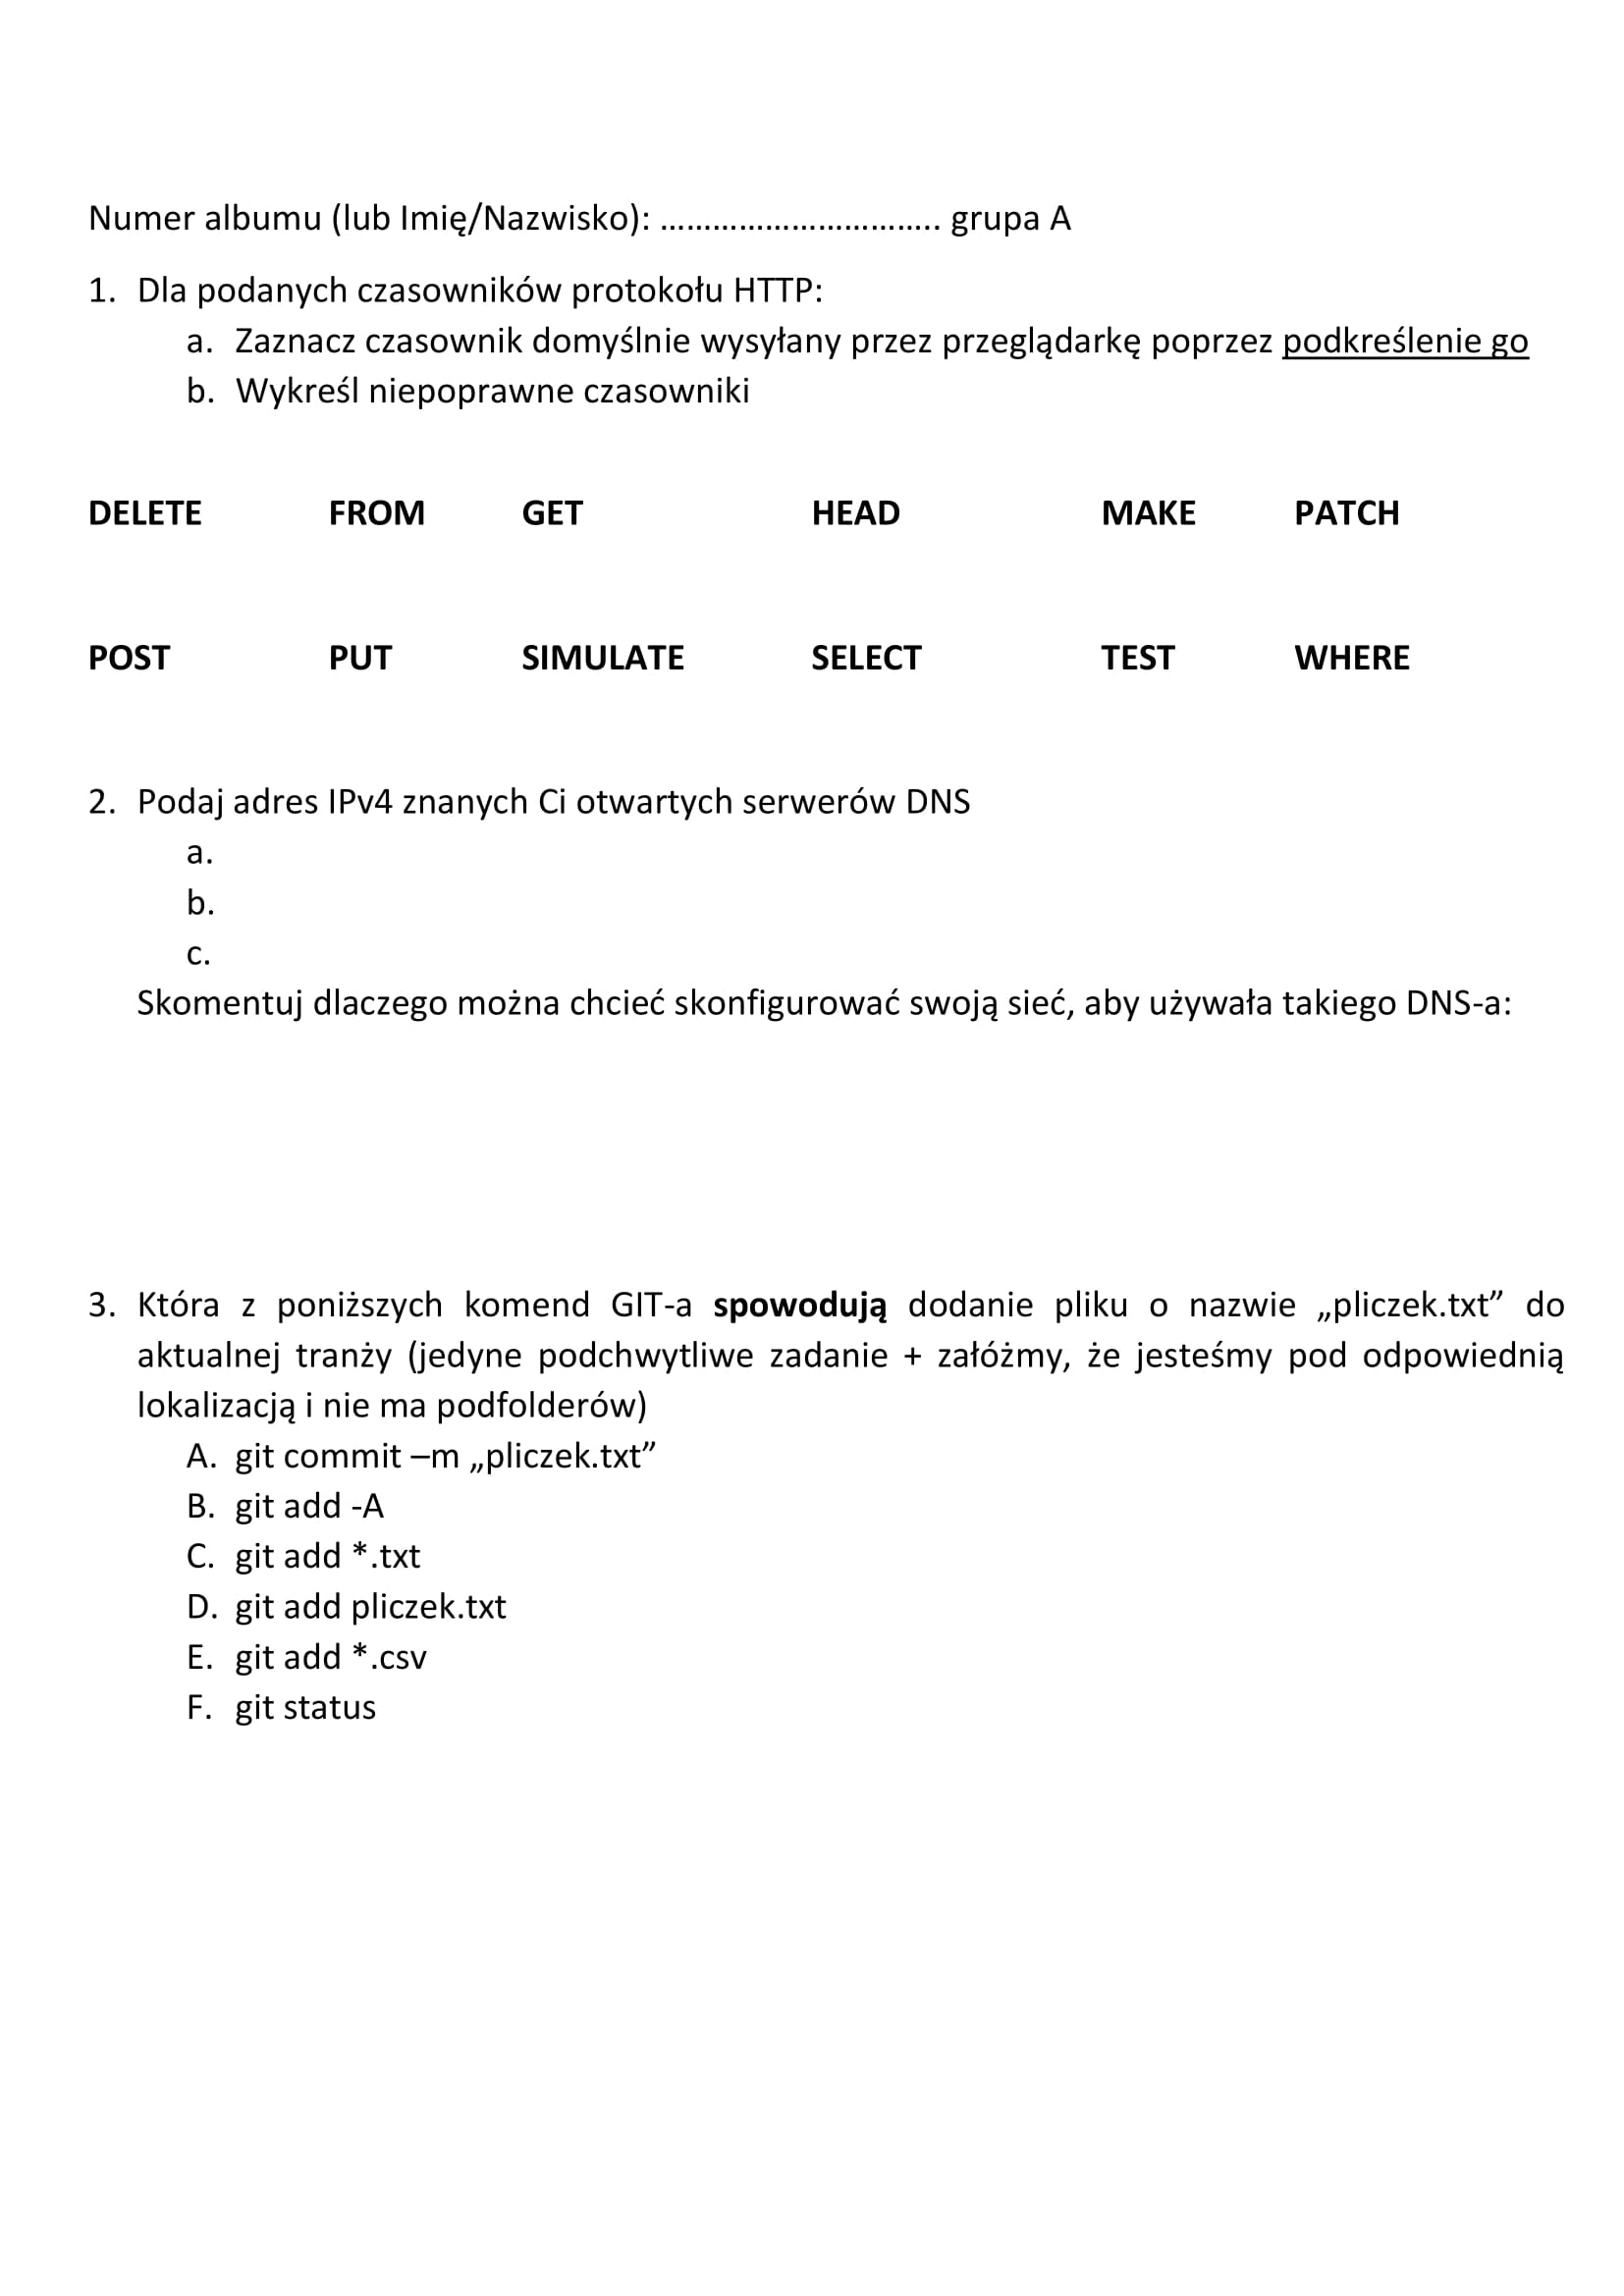 Numer albumu (lub Imię/Nazwisko): ………………………….. grupa A
1. Dla podanych czasowników protokołu HTTP:
a. Zaznacz czasownik domyślnie wysyłany przez przeglądarkę poprzez podkreślenie go
b. Wykreśl niepoprawne czasowniki
DELETE FROM GET HEAD MAKE PATCH
POST PUT SIMULATE SELECT TEST WHERE
2. Podaj adres IPv4 znanych Ci otwartych serwerów DNS
a.
b.
c.
Skomentuj dlaczego można chcieć skonfigurować swoją sieć, aby używała takiego DNS-a:
3. Która z poniższych komend GIT-a spowodują dodanie pliku o nazwie „pliczek.txt” do
aktualnej tranży (jedyne podchwytliwe zadanie + załóżmy, że jesteśmy pod odpowiednią
lokalizacją i nie ma podfolderów)
A. git commit –m „pliczek.txt”
B. git add -A
C. git add *.txt
D. git add pliczek.txt
E. git add *.csv
F. git status